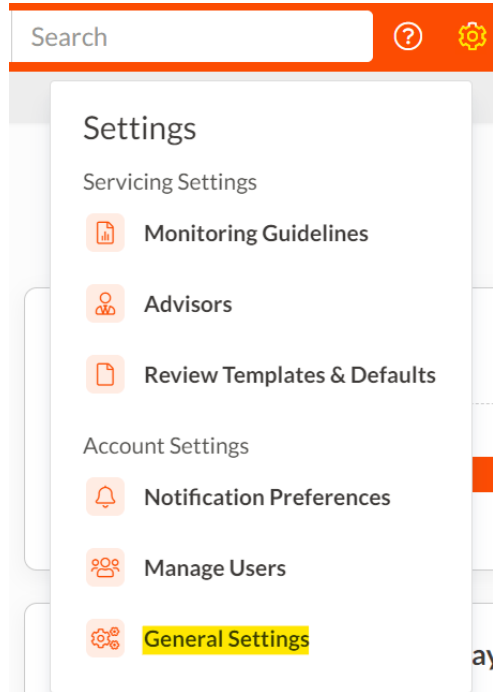 Search
Settings
Servicing Settings
Monitoring Guidelines
Advisors
Review Templates & Defaults
Account Settings
Notification Preferences
Manage Users
General Settings